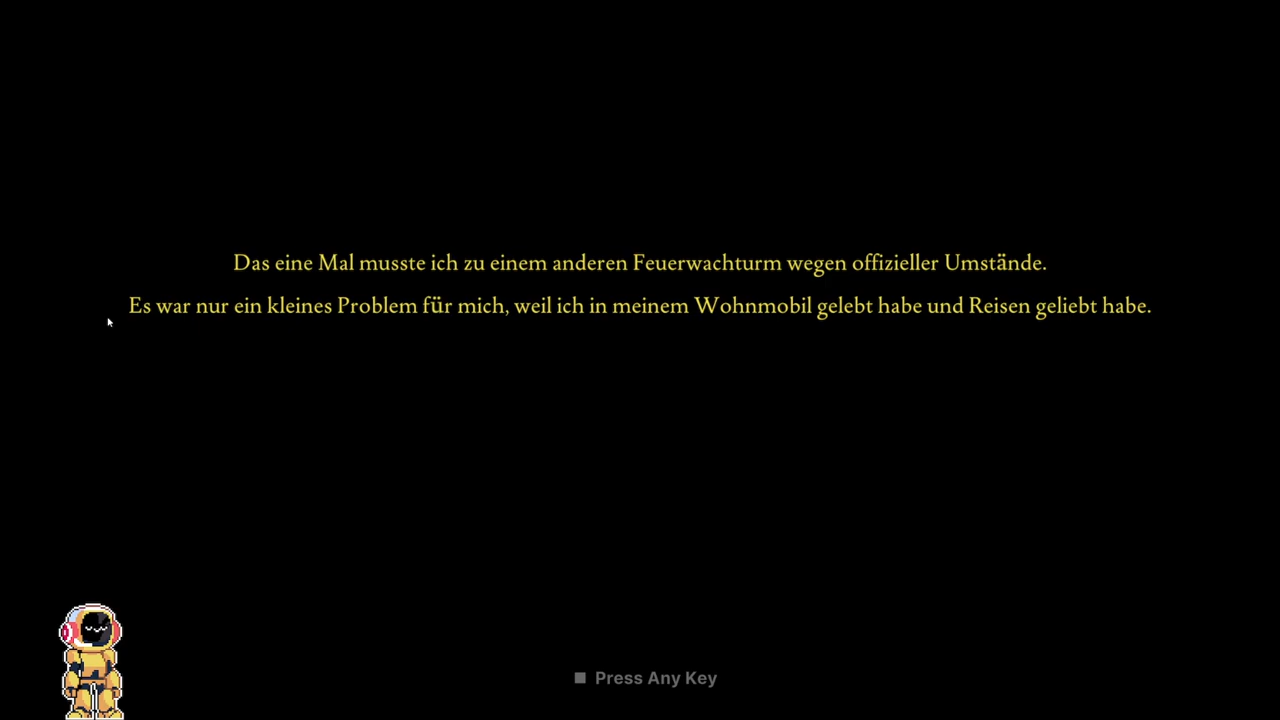 Das eine Mal musste ich zu einem anderen Feuerwachturm wegen offizieller Umstände.
Es war nur ein kleines Problem für mich, weil ich in meinem Wohnmobil gelebt habe und Reisen geliebt habe.
Press Any Key